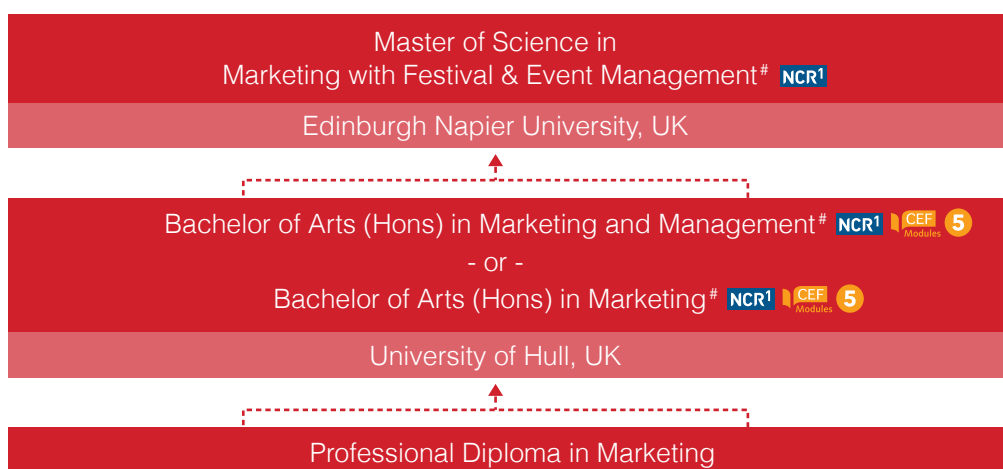 Master of Science in
Marketing with Festival & Event Management# NCR1
Edinburgh Napier University, UK
Bachelor of Arts (Hons) in Marketing and Management# NCR1 CEF Modules 5
- or -
Bachelor of Arts (Hons) in Marketing# NCR1 CEF Modules 5
University of Hull, UK
Professional Diploma in Marketing